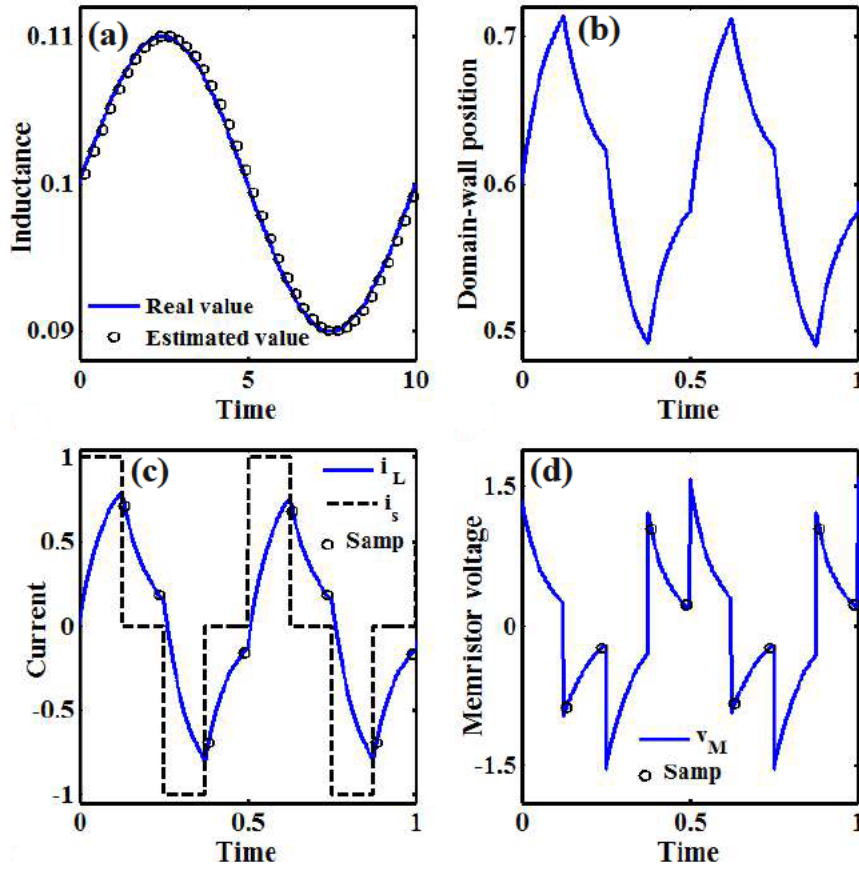 (a)
0.11
0.1
0.09
Inductance
Real value
Estimated value
0
5
10
Time
(b)
0.7
0.6
0.5
Domain-wall position
0
0.5
1
Time
(c)
1
0.5
0
-0.5
-1
Current
i_L
i_s
Samp
0
0.5
1
Time
(d)
1.5
0
-1.5
Memristor voltage
v_M
Samp
0
0.5
1
Time